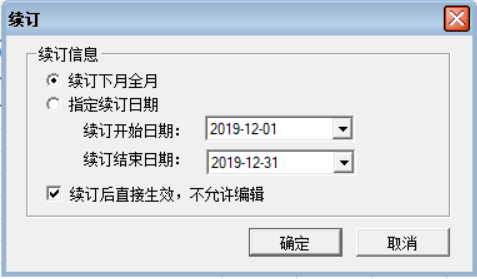 续订
续订信息
续订下月全月
指定续订日期
续订开始日期： 2019-12-01
续订结束日期： 2019-12-31
续订后直接生效，不允许编辑
确定 取消